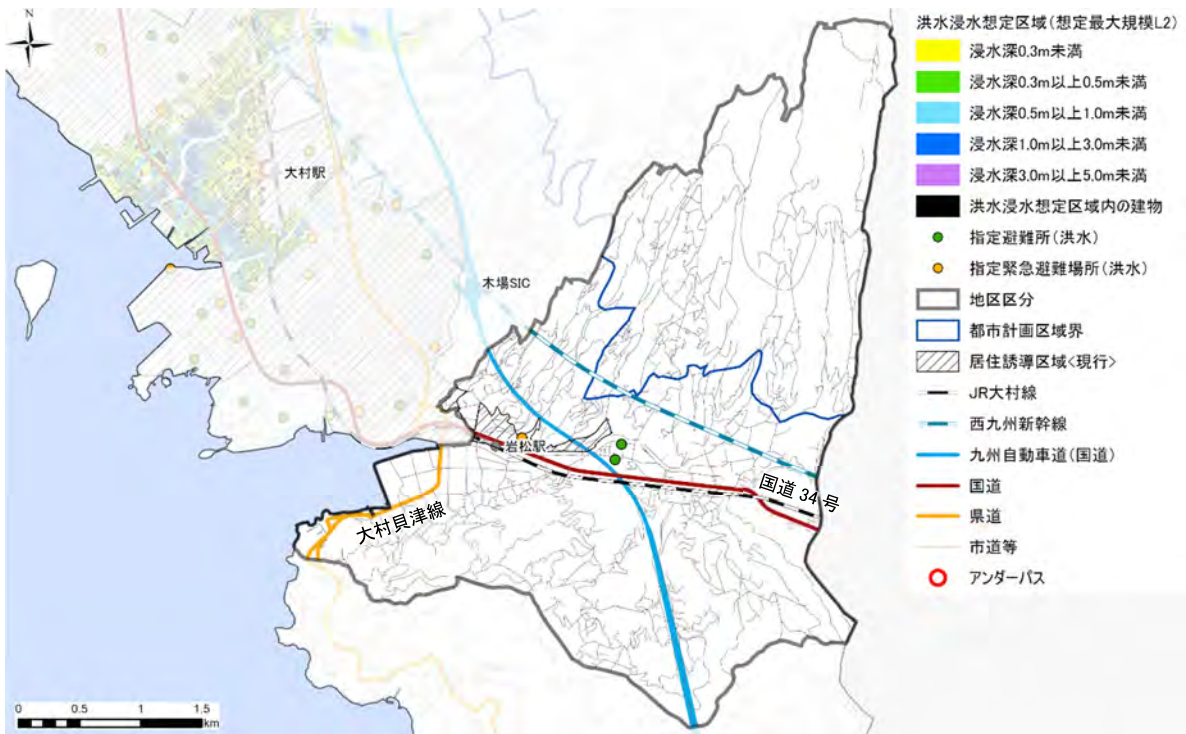 N
大村駅
木場SIC
岩松駅
国道 34 号
大村貝津線
0 0.5 1 1.5
km
洪水浸水想定区域(想定最大規模L2)
浸水深0.3m未満
浸水深0.3m以上0.5m未満
浸水深0.5m以上1.0m未満
浸水深1.0m以上3.0m未満
浸水深3.0m以上5.0m未満
洪水浸水想定区域内の建物
指定避難所(洪水)
指定緊急避難場所(洪水)
地区区分
都市計画区域界
居住誘導区域<現行>
JR大村線
西九州新幹線
九州自動車道(国道)
国道
県道
市道等
アンダーパス